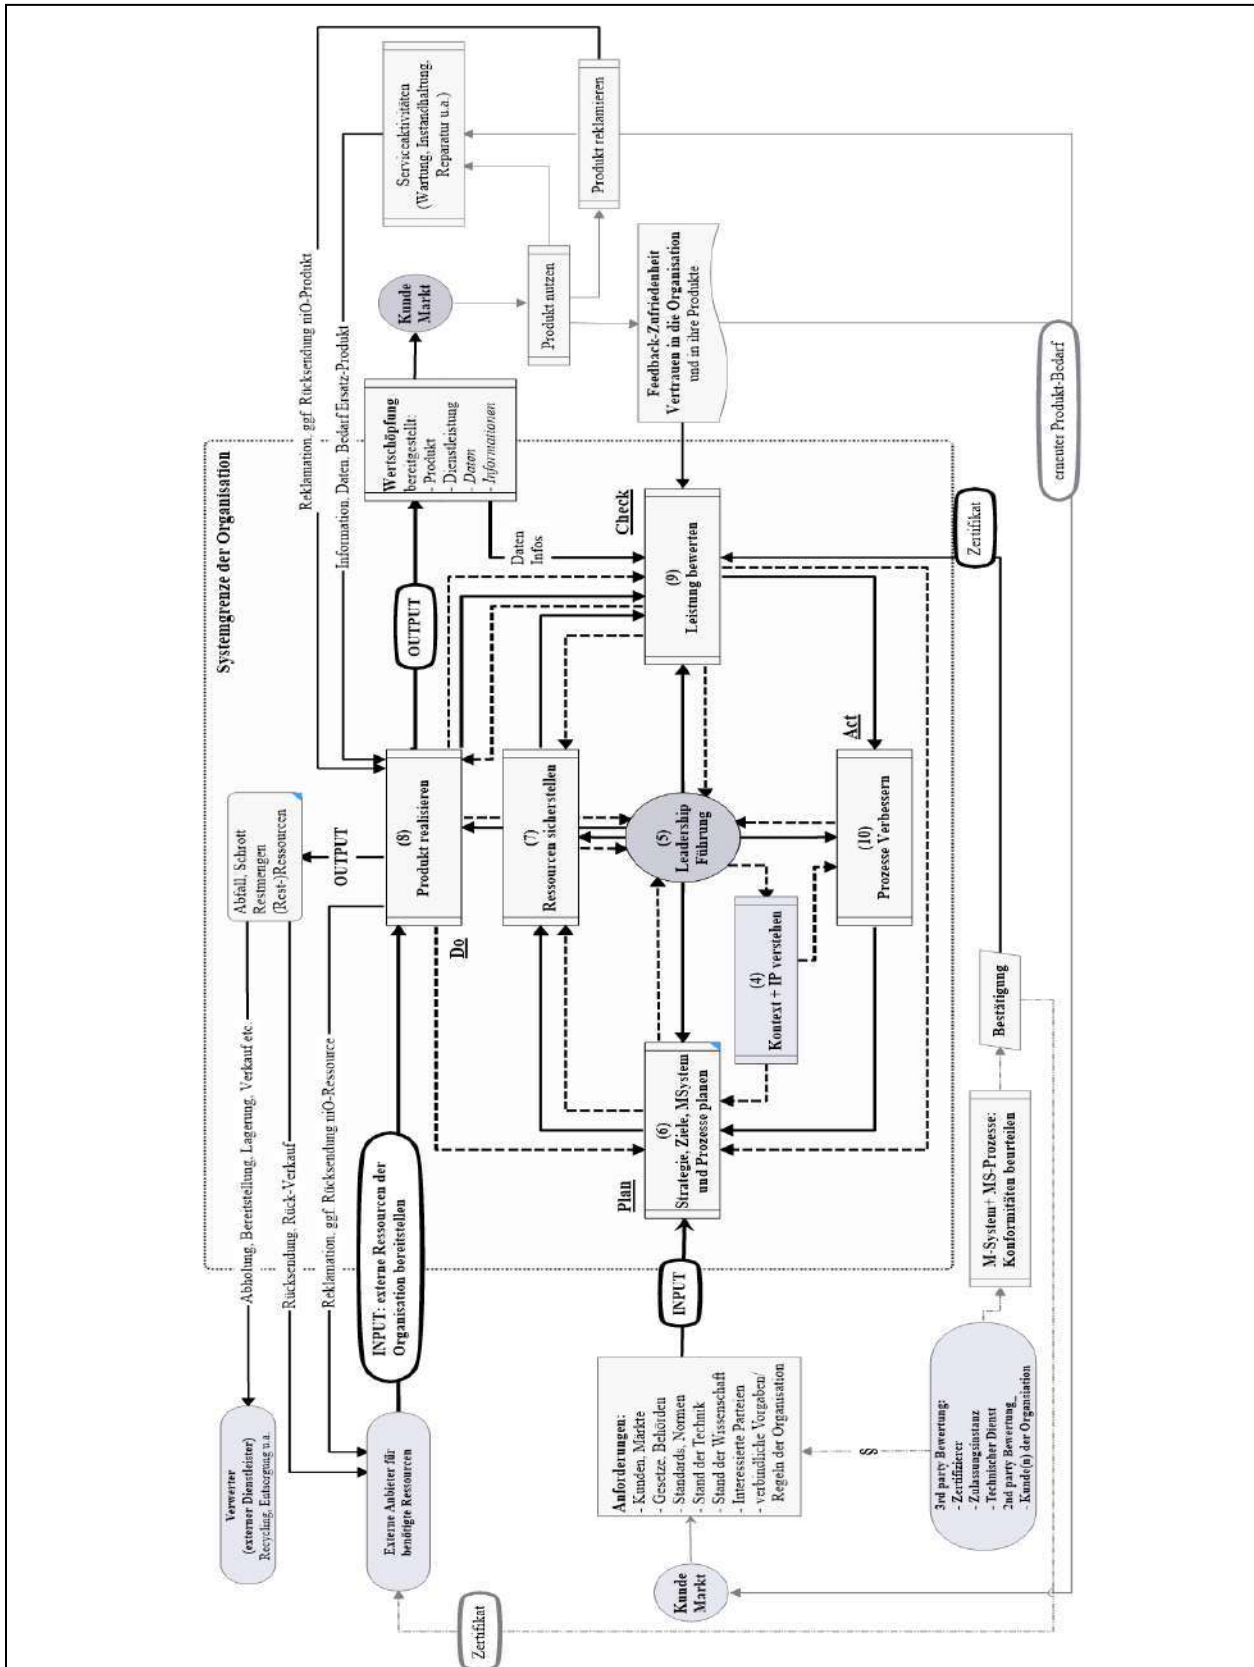 Systemgrenze der Organisation
Verwerter
(externer Dienstleister)
Recycling, Entsorgung u.a.
Abholung, Bereitstellung, Lagerung, Verkauf etc.
Rücksendung, Rück-Verkauf
Reklamation, ggf. Rücksendung niO-Ressource
Abfall, Schrott
Restmengen
(Rest-)Ressourcen
OUTPUT
Reklamation, ggf. Rücksendung niO-Produkt
Information, Daten, Bedarf Ersatz-Produkt
Serviceaktivitäten
(Wartung, Instandhaltung,
Reparatur u.a.)
Externe Anbieter für
benötigte Ressourcen
INPUT: externe Ressourcen der
Organisation bereitstellen
Do
(8)
Produkt realisieren
OUTPUT
Wertschöpfung
bereitgestellt:
- Produkt
- Dienstleistung
- Daten
- Informationen
Kunde
Markt
Produkt nutzen
Produkt reklamieren
Daten
Infos
(7)
Ressourcen sicherstellen
Zertifikat
Kunde
Markt
Anforderungen:
- Kunden, Märkte
- Gesetze, Behörden
- Standards, Normen
- Stand der Technik
- Stand der Wissenschaft
- Interessierte Parteien
- verbindliche Vorgaben/
Regeln der Organisation
INPUT
Plan
(6)
Strategie, Ziele, MSystem
und Prozesse planen
(5)
Leadership
Führung
Check
(9)
Leistung bewerten
Feedback-Zufriedenheit
Vertrauen in die Organisation
und in ihre Produkte
(4)
Kontext + IP verstehen
Act
(10)
Prozesse Verbessern
§
3rd party Bewertung:
- Zertifizierer
- Zulassungsinstanz
- Technischer Dienst
2nd party Bewertung_
- Kunde(n) der Organsiation
M-System+ MS-Prozesse:
Konformitäten beurteilen
Bestätigung
Zertifikat
erneuter Produkt-Bedarf